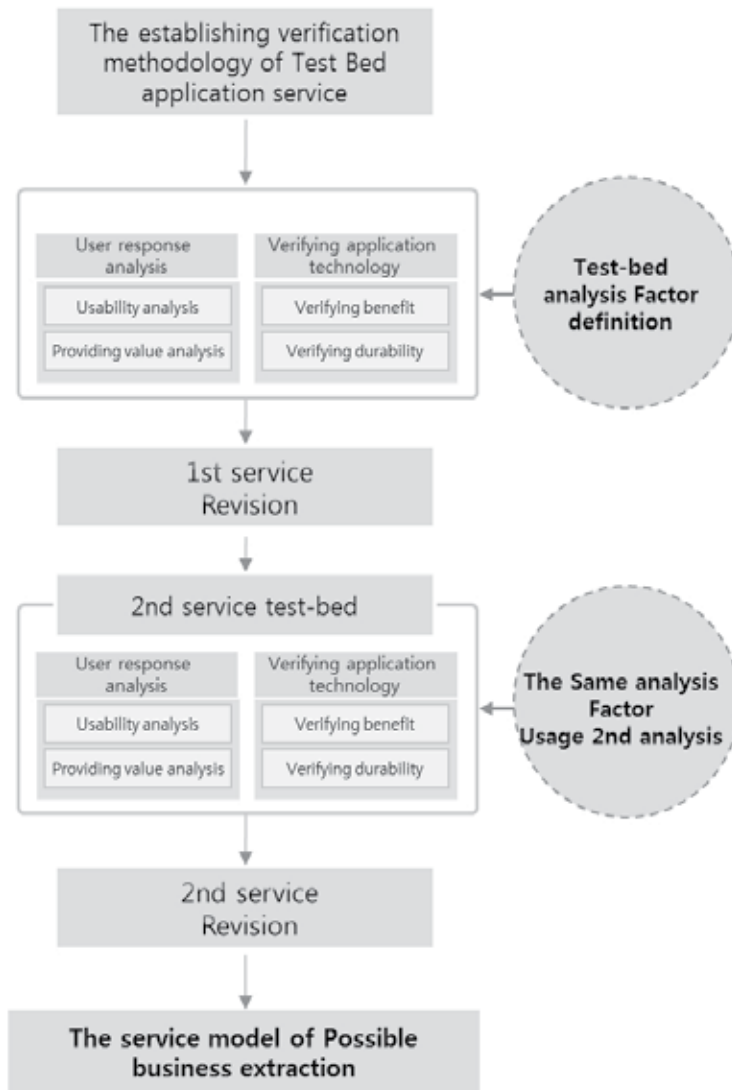 The establishing verification
methodology of Test Bed
application service
User response
analysis
Usability analysis
Providing value analysis
Verifying application
technology
Verifying benefit
Verifying durability
Test-bed
analysis Factor
definition
1st service
Revision
2nd service test-bed
User response
analysis
Usability analysis
Providing value analysis
Verifying application
technology
Verifying benefit
Verifying durability
The Same analysis
Factor
Usage 2nd analysis
2nd service
Revision
The service model of Possible
business extraction